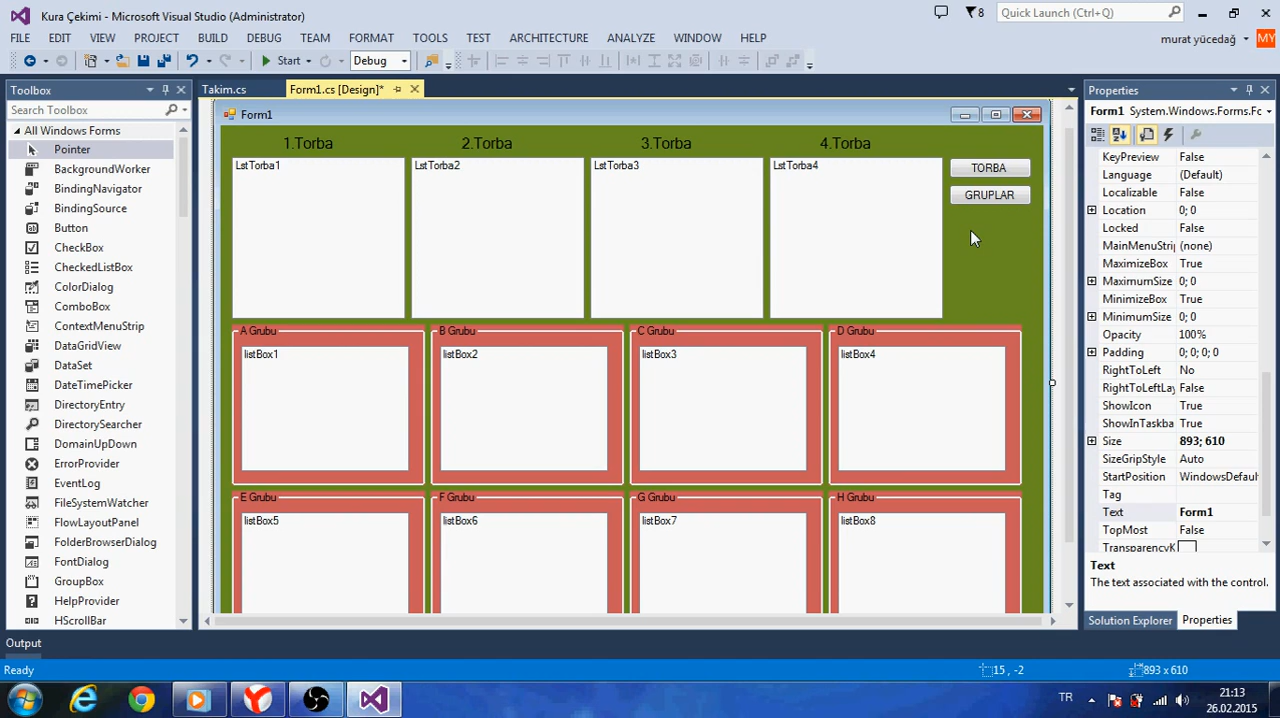 Kura Çekimi - Microsoft Visual Studio (Administrator)
8
Quick Launch (Ctrl+Q)
FILE EDIT VIEW PROJECT BUILD DEBUG TEAM FORMAT TOOLS TEST ARCHITECTURE ANALYZE WINDOW HELP
murat yücedağ
MY
Start
Debug
Toolbox
Search Toolbox
All Windows Forms
Pointer
BackgroundWorker
BindingNavigator
BindingSource
Button
CheckBox
CheckedListBox
ColorDialog
ComboBox
ContextMenuStrip
DataGridView
DataSet
DateTimePicker
DirectoryEntry
DirectorySearcher
DomainUpDown
ErrorProvider
EventLog
FileSystemWatcher
FlowLayoutPanel
FolderBrowserDialog
FontDialog
GroupBox
HelpProvider
HScrollBar
Takim.cs
Form1.cs [Design]*
Form1
1.Torba 2.Torba 3.Torba 4.Torba
LstTorba1 LstTorba2 LstTorba3 LstTorba4
TORBA
GRUPLAR
A Grubu B Grubu C Grubu D Grubu
listBox1 listBox2 listBox3 listBox4
E Grubu F Grubu G Grubu H Grubu
listBox5 listBox6 listBox7 listBox8
Properties
Form1 System.Windows.Forms.Fc
KeyPreview False
Language (Default)
Localizable False
Location 0; 0
Locked False
MainMenuStrip (none)
MaximizeBox True
MaximumSize 0; 0
MinimizeBox True
MinimumSize 0; 0
Opacity 100%
Padding 0; 0; 0; 0
RightToLeft No
RightToLeftLay False
ShowIcon True
ShowInTaskba True
Size 893; 610
SizeGripStyle Auto
StartPosition WindowsDefaul
Tag
Text Form1
TopMost False
TransparencyK
Text
The text associated with the control.
Solution Explorer Properties
Output
Ready
15 , -2
893 x 610
TR
21:13
26.02.2015